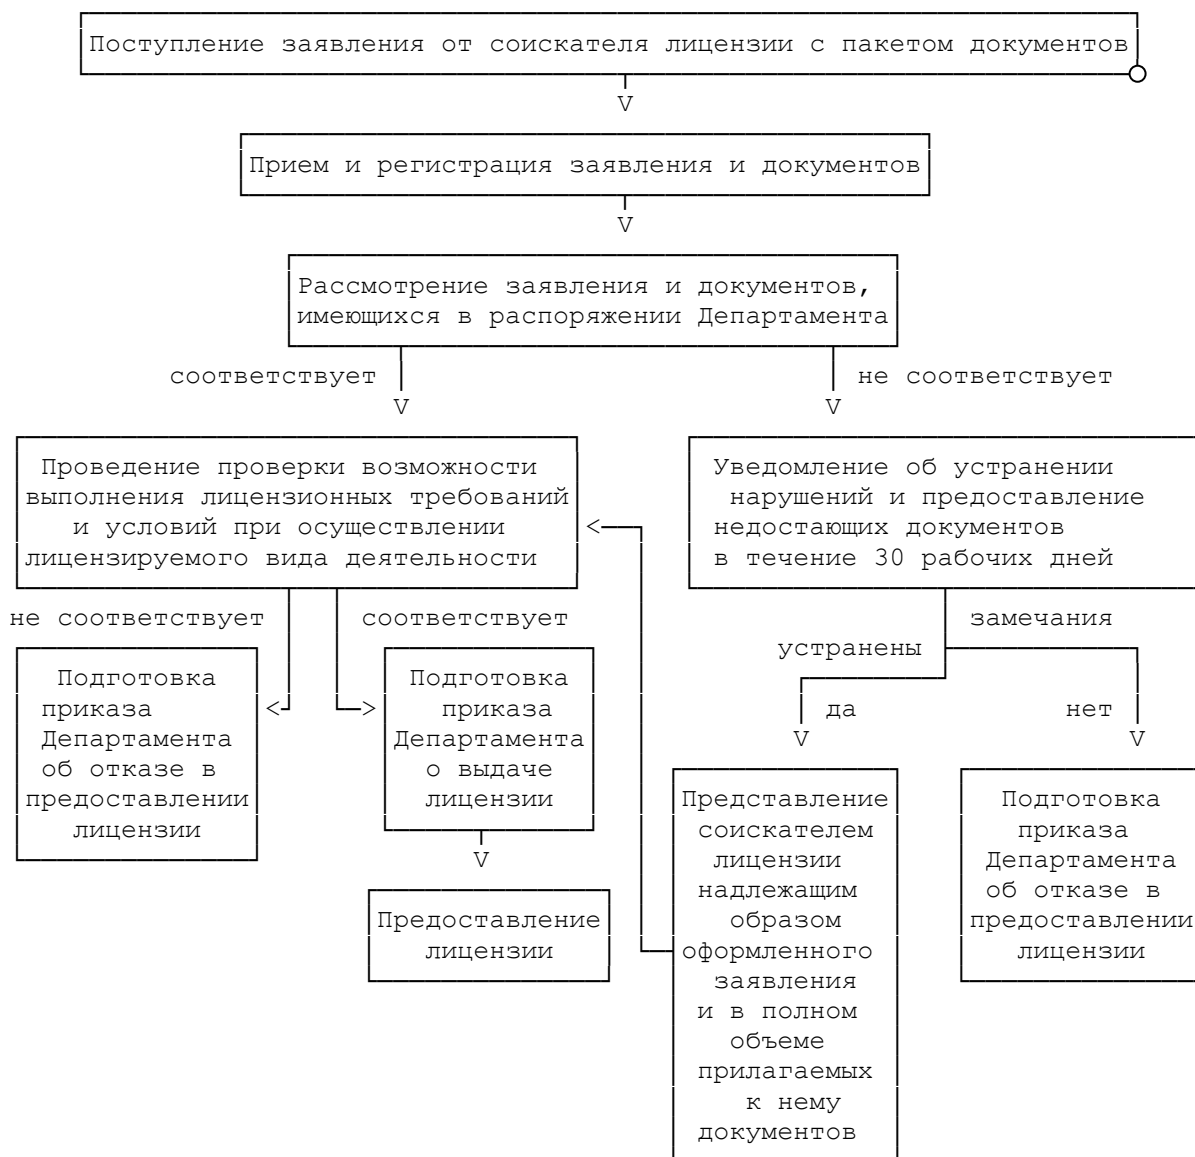 Поступление заявления от соискателя лицензии с пакетом документов
V
Прием и регистрация заявления и документов
V
Рассмотрение заявления и документов,
имеющихся в распоряжении Департамента
соответствует
не соответствует
V
V
Проведение проверки возможности
выполнения лицензионных требований
и условий при осуществлении
лицензируемого вида деятельности
<
Уведомление об устранении
нарушений и предоставление
недостающих документов
в течение 30 рабочих дней
не соответствует
соответствует
замечания
устранены
Подготовка
приказа
Департамента
об отказе в
предоставлении
лицензии
<
>
Подготовка
приказа
Департамента
о выдаче
лицензии
V
Предоставление
лицензии
да
нет
V
V
Представление
соискателем
лицензии
надлежащим
образом
оформленного
заявления
и в полном
объеме
прилагаемых
к нему
документов
Подготовка
приказа
Департамента
об отказе в
предоставлении
лицензии